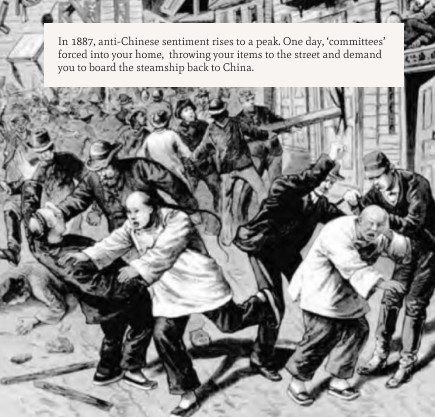 In 1887, anti-Chinese sentiment rises to a peak. One day, ‘committees’
forced into your home,  throwing your items to the street and demand
you to board the steamship back to China.